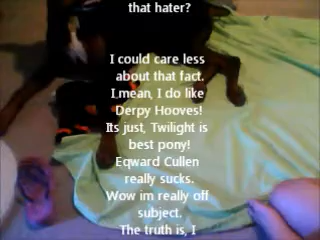 that hater?
I could care less
about that fact.
I mean, I do like
Derpy Hooves!
Its just, Twilight is
best pony!
Eqward Cullen
really sucks.
Wow im really off
subject.
The truth is, I